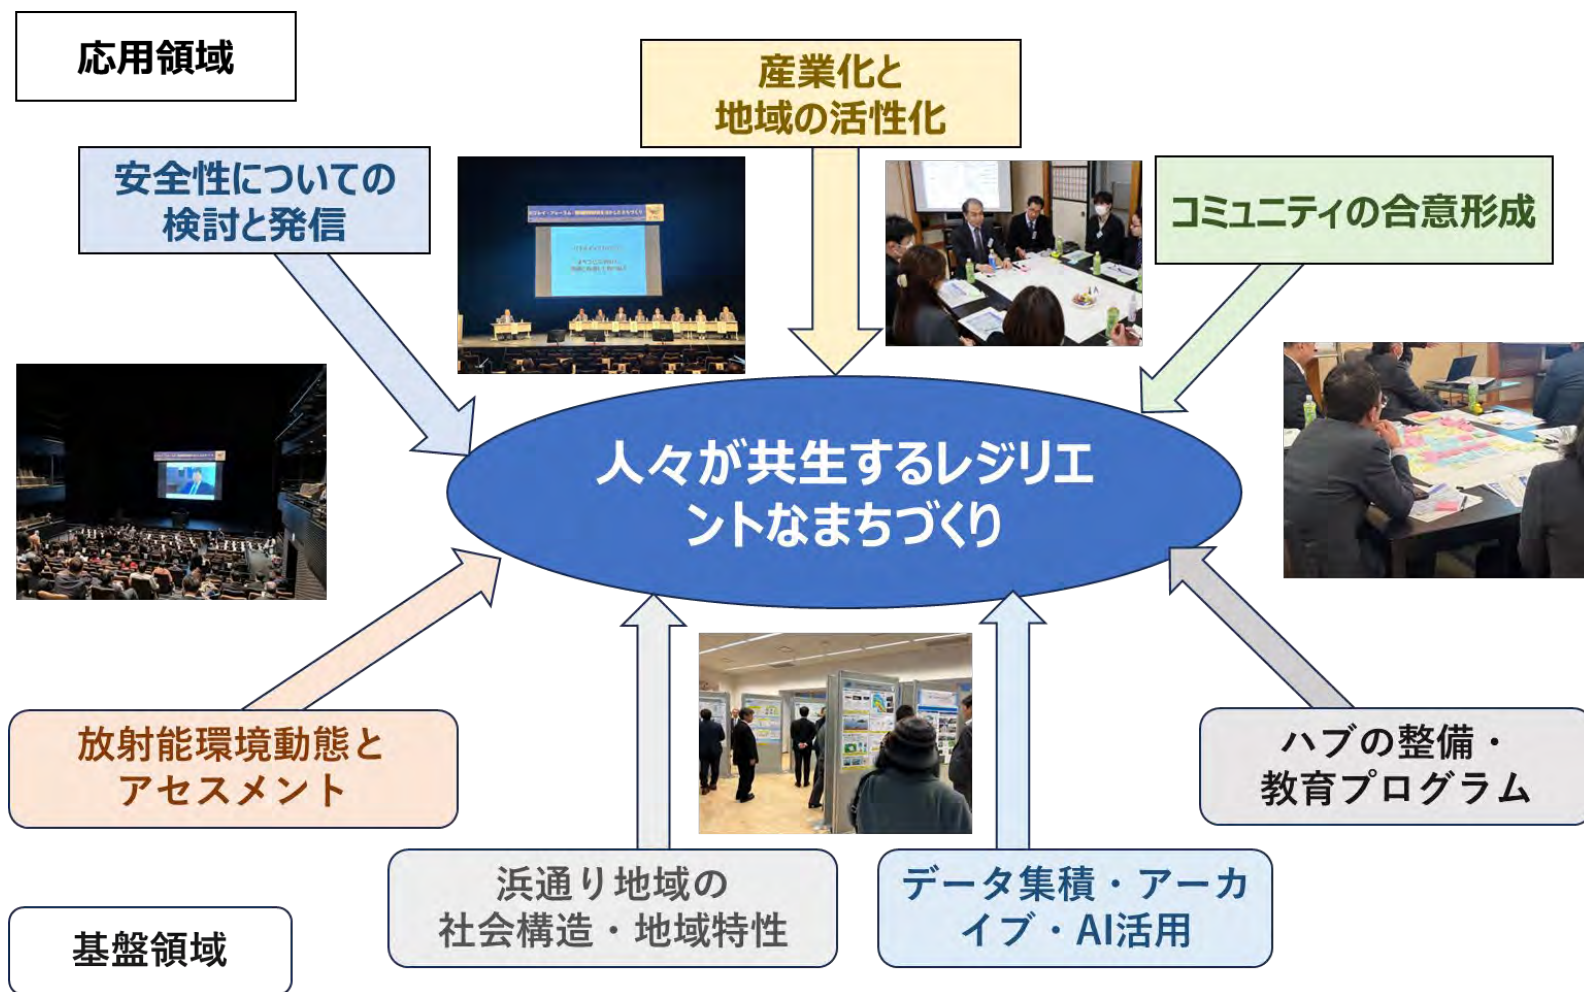 応用領域
産業化と
地域の活性化
安全性についての
検討と発信
コミュニティの合意形成
人々が共生するレジリエ
ントなまちづくり
放射能環境動態と
アセスメント
ハブの整備・
教育プログラム
浜通り地域の
社会構造・地域特性
データ集積・アーカ
イブ・AI活用
基盤領域